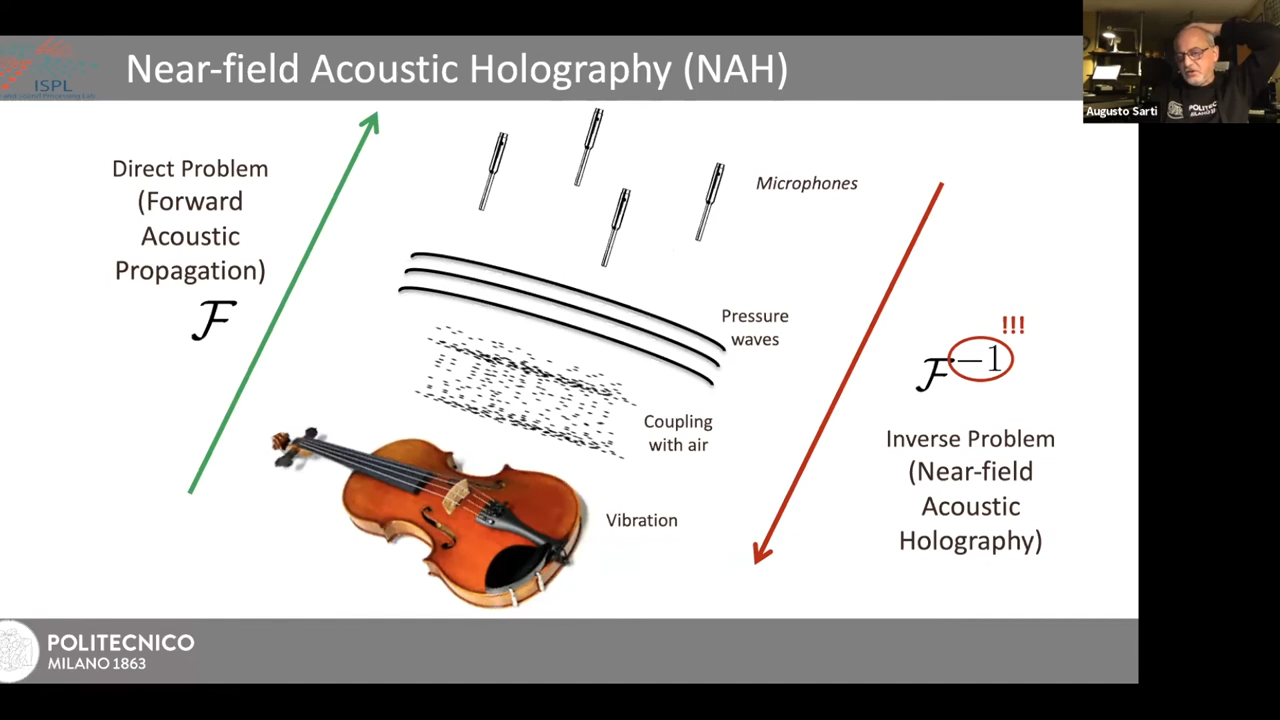 Near-field Acoustic Holography (NAH)
ISPL
Augusto Sarti
POLITECNICO
Direct Problem
(Forward
Acoustic
Propagation)
ℱ
Microphones
Pressure
waves
Coupling
with air
Vibration
!!!
ℱ−1
Inverse Problem
(Near-field
Acoustic
Holography)
POLITECNICO
MILANO 1863